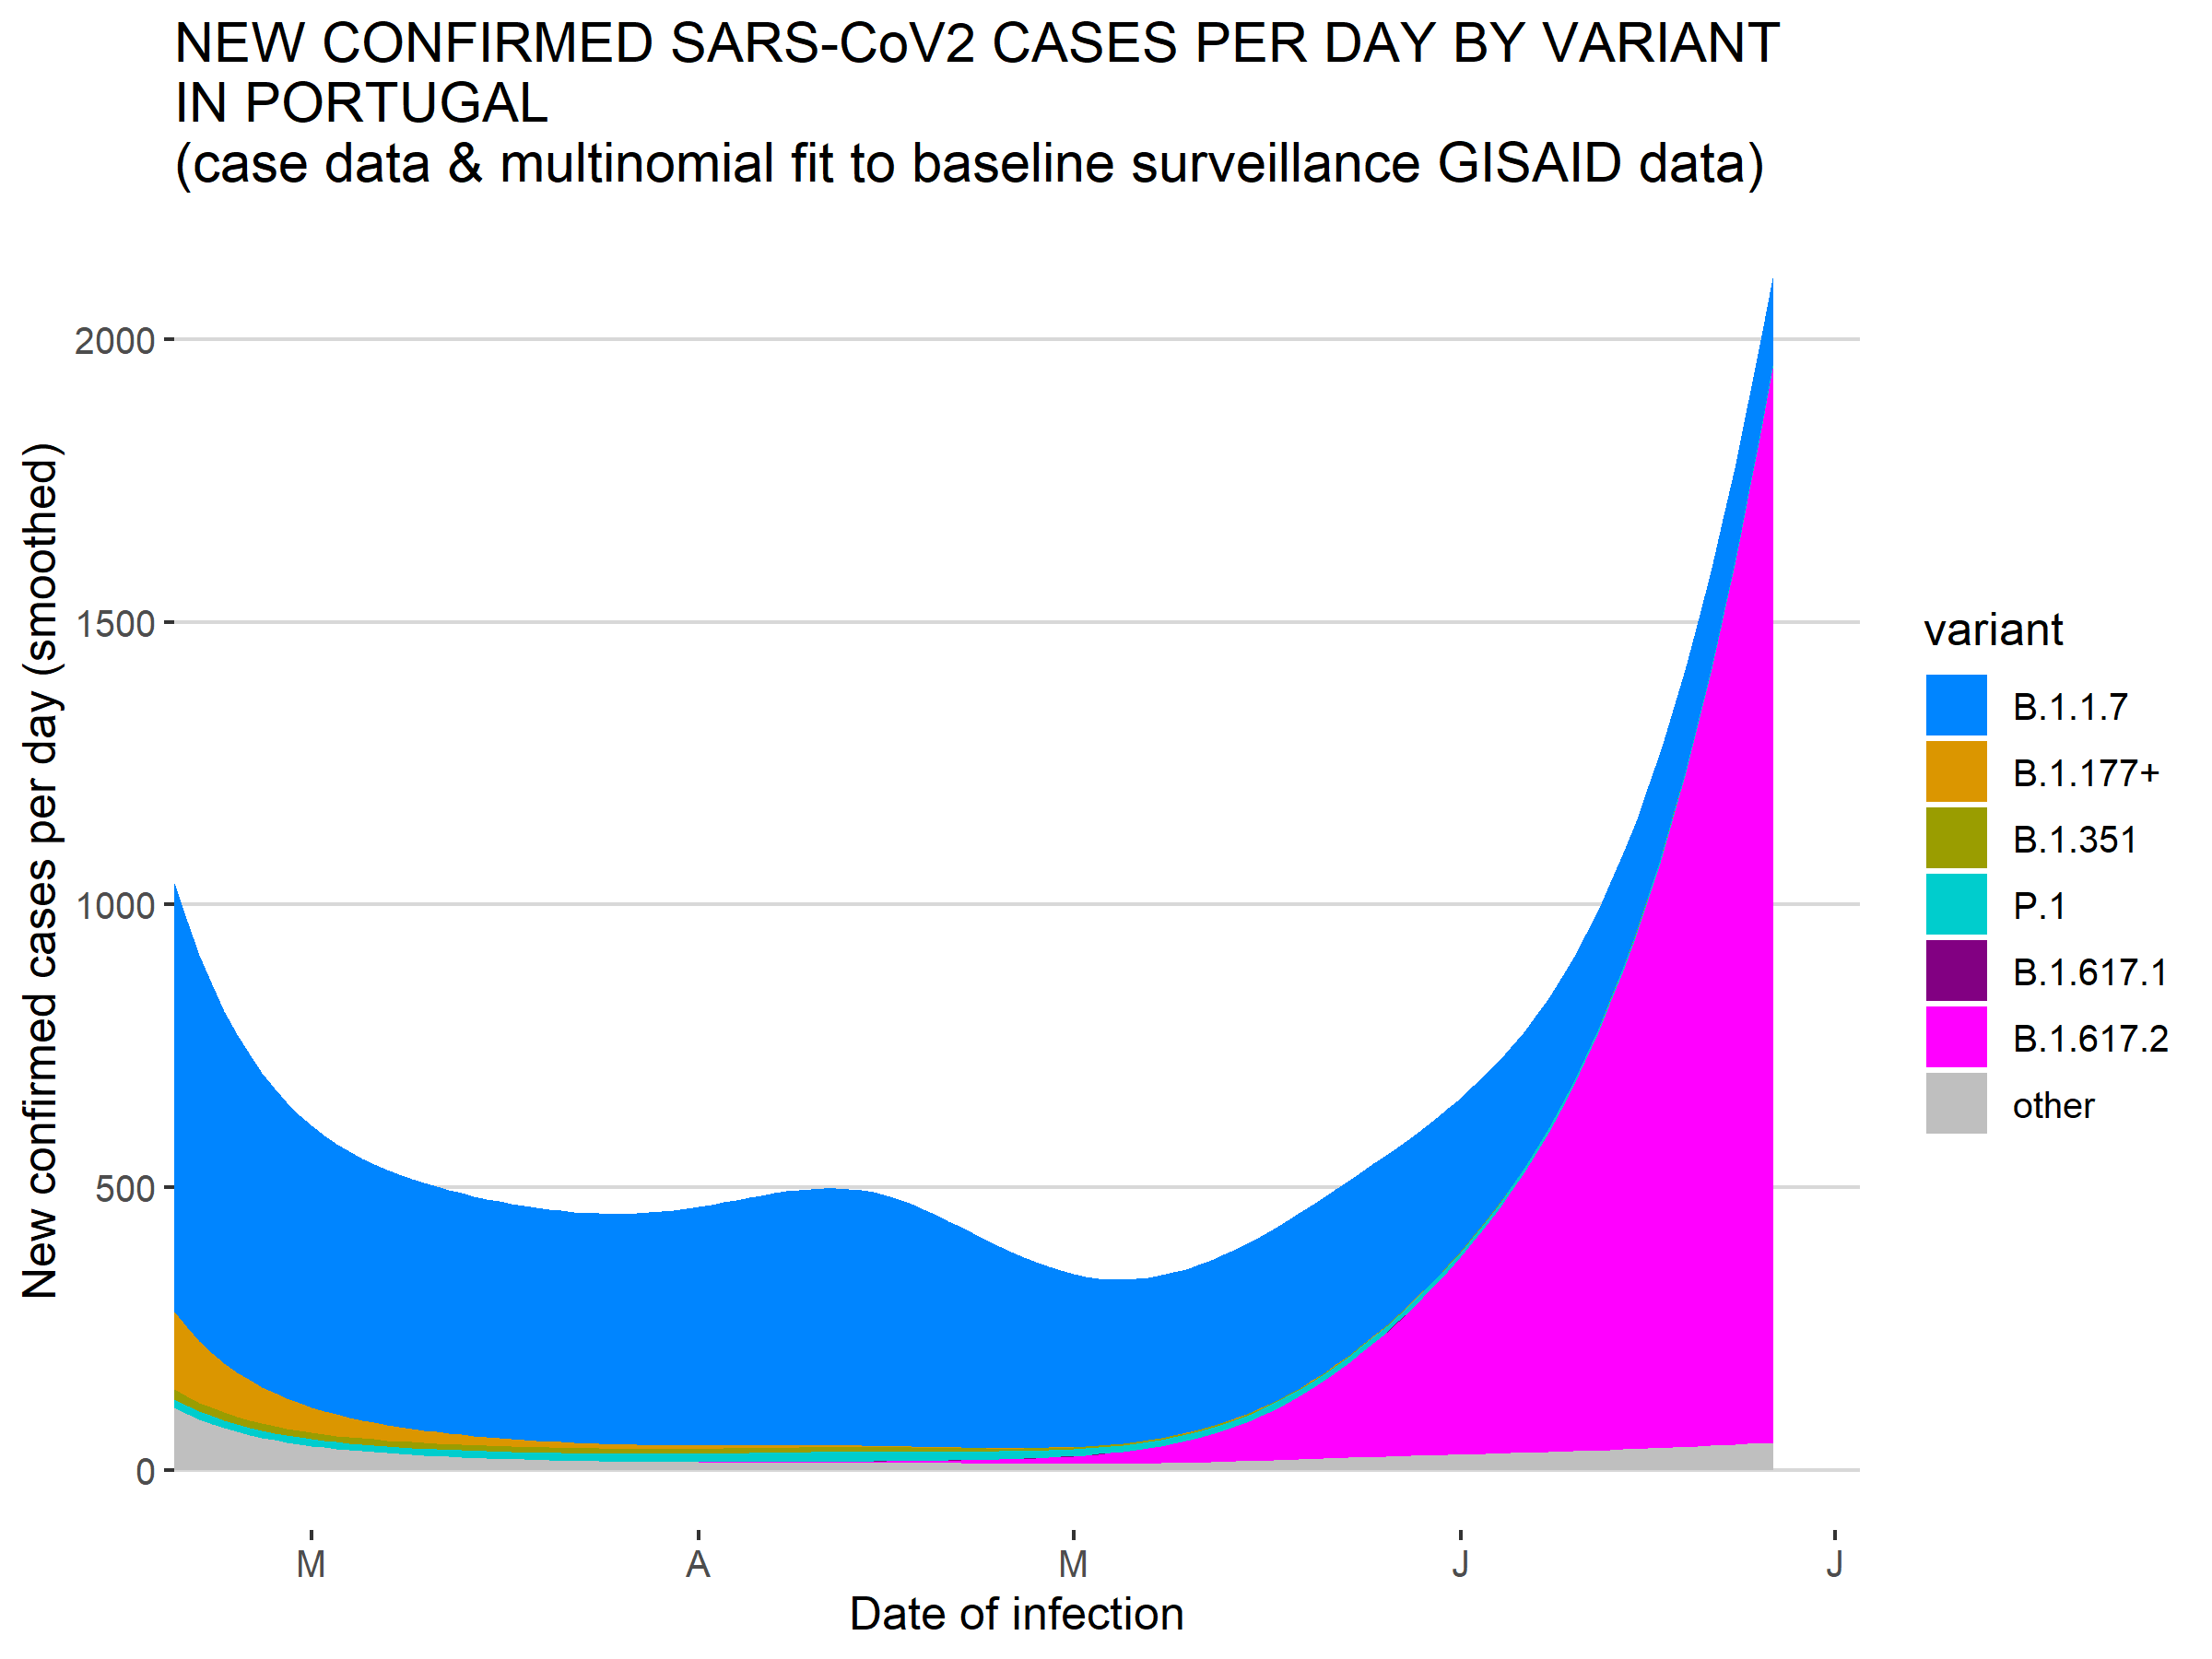 NEW CONFIRMED SARS-CoV2 CASES PER DAY BY VARIANT
IN PORTUGAL
(case data & multinomial fit to baseline surveillance GISAID data)
New confirmed cases per day (smoothed)
2000
1500
1000
500
0
M
A
M
J
J
Date of infection
variant
B.1.1.7
B.1.177+
B.1.351
P.1
B.1.617.1
B.1.617.2
other